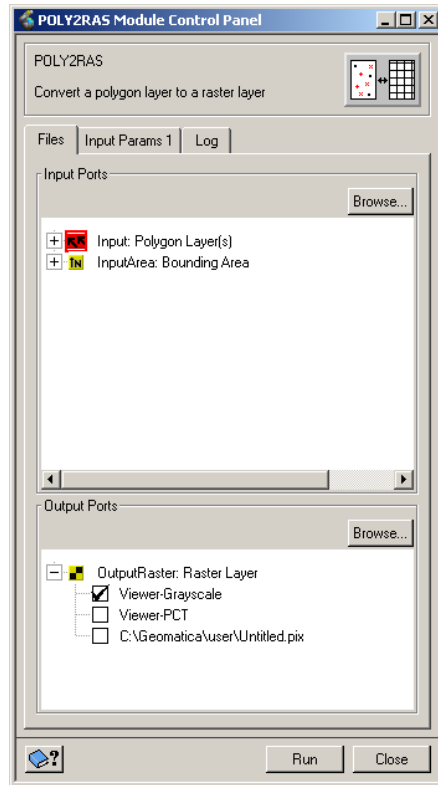 POLY2RAS Module Control Panel
POLY2RAS
Convert a polygon layer to a raster layer
Files Input Params 1 Log
Input Ports
Browse...
Input: Polygon Layer(s)
InputArea: Bounding Area
Output Ports
Browse...
OutputRaster: Raster Layer
Viewer-Grayscale
Viewer-PCT
C:\Geomatica\user\Untitled.pix
? Run Close